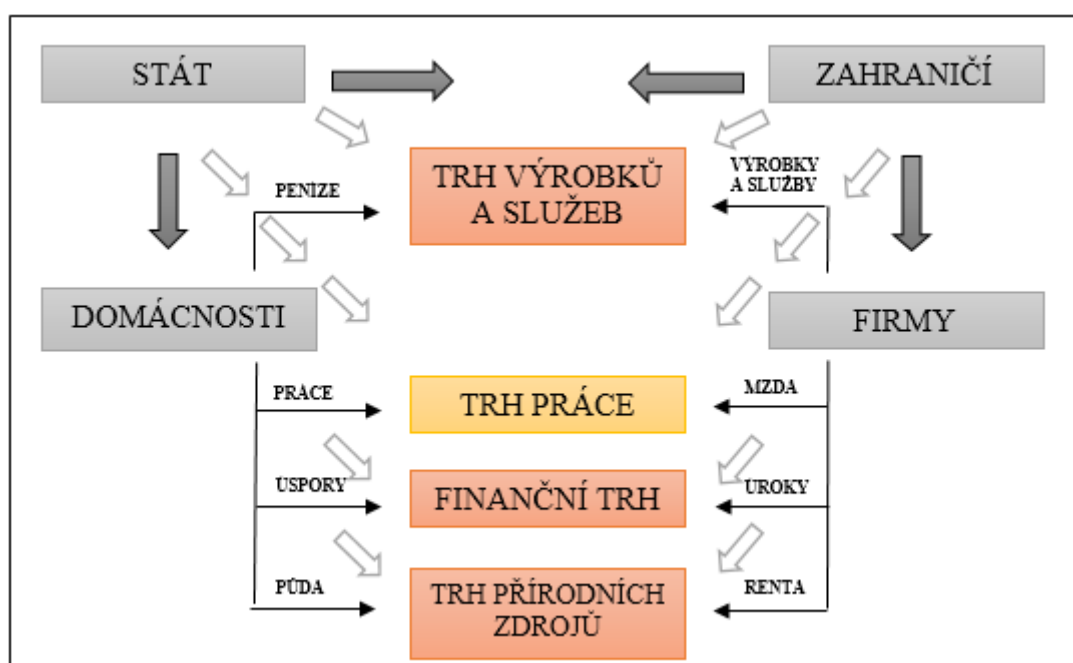 STÁT
ZAHRANIČÍ
TRH VÝROBKŮ
A SLUŽEB
PENÍZE
VÝROBKY
A SLUŽBY
DOMÁCNOSTI
FIRMY
PRÁCE
TRH PRÁCE
MZDA
ÚSPORY
FINANČNÍ TRH
ÚROKY
PŮDA
TRH PŘÍRODNÍCH
ZDROJŮ
RENTA